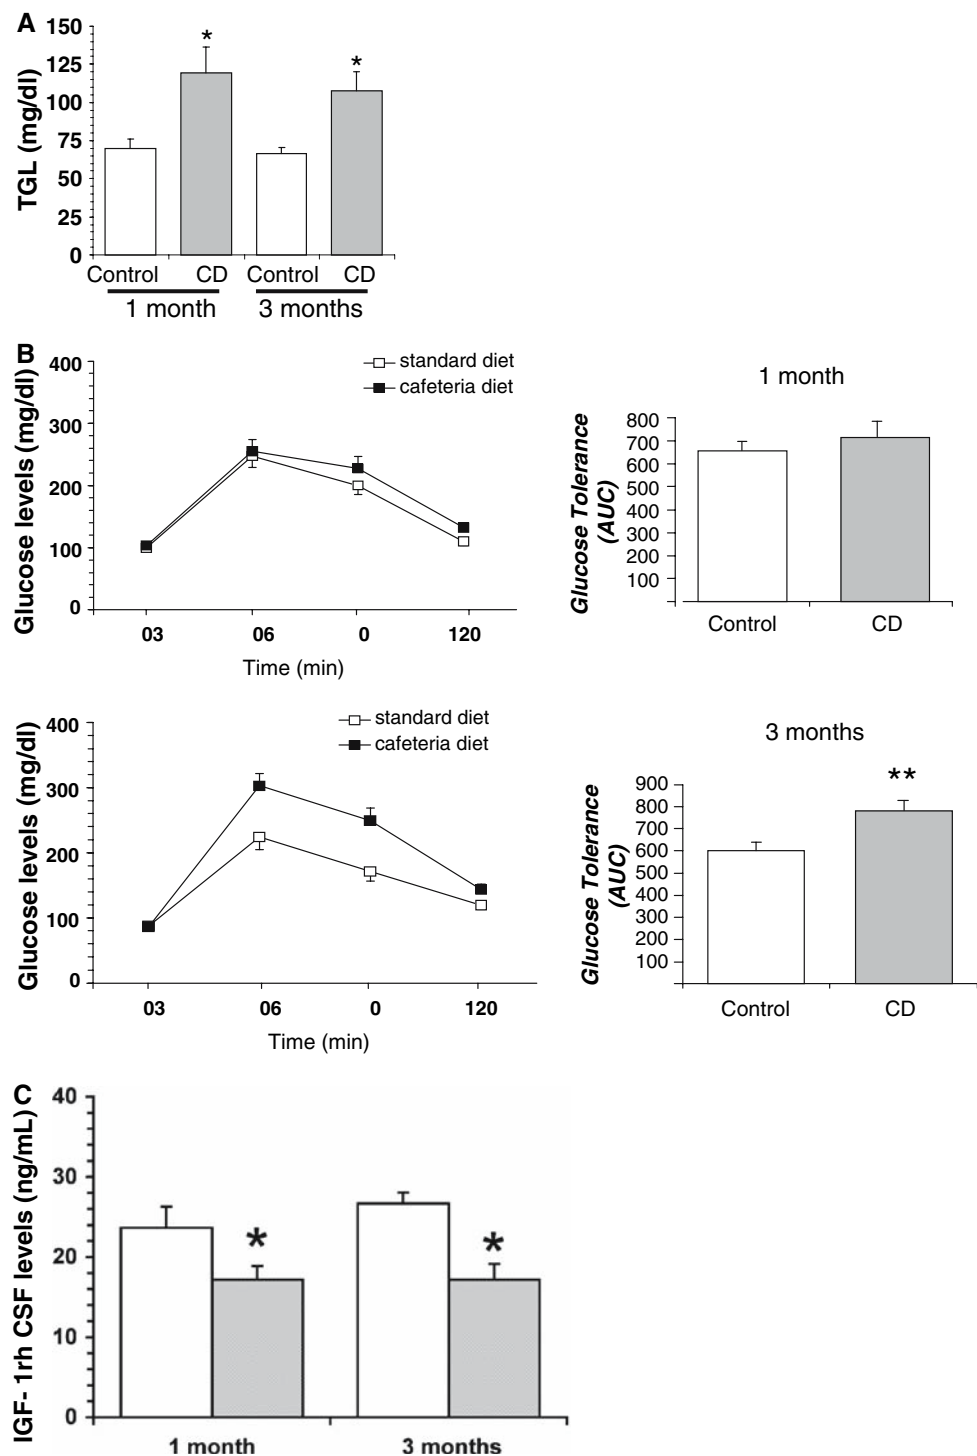 A
150
125
100
75
50
25
0
TGL (mg/dl)
*
*
Control CD Control CD
1 month 3 months
B
400
300
200
100
0
Glucose levels (mg/dl)
standard diet
cafeteria diet
03 06 0 120
Time (min)
1 month
800
700
600
500
400
300
200
100
Glucose Tolerance
(AUC)
Control CD
400
300
200
100
0
Glucose levels (mg/dl)
standard diet
cafeteria diet
03 06 0 120
Time (min)
3 months
900
800
700
600
500
400
300
200
100
Glucose Tolerance
(AUC)
**
Control CD
C
40
30
20
10
0
IGF- 1rh CSF levels (ng/mL)
*
*
1 month 3 months